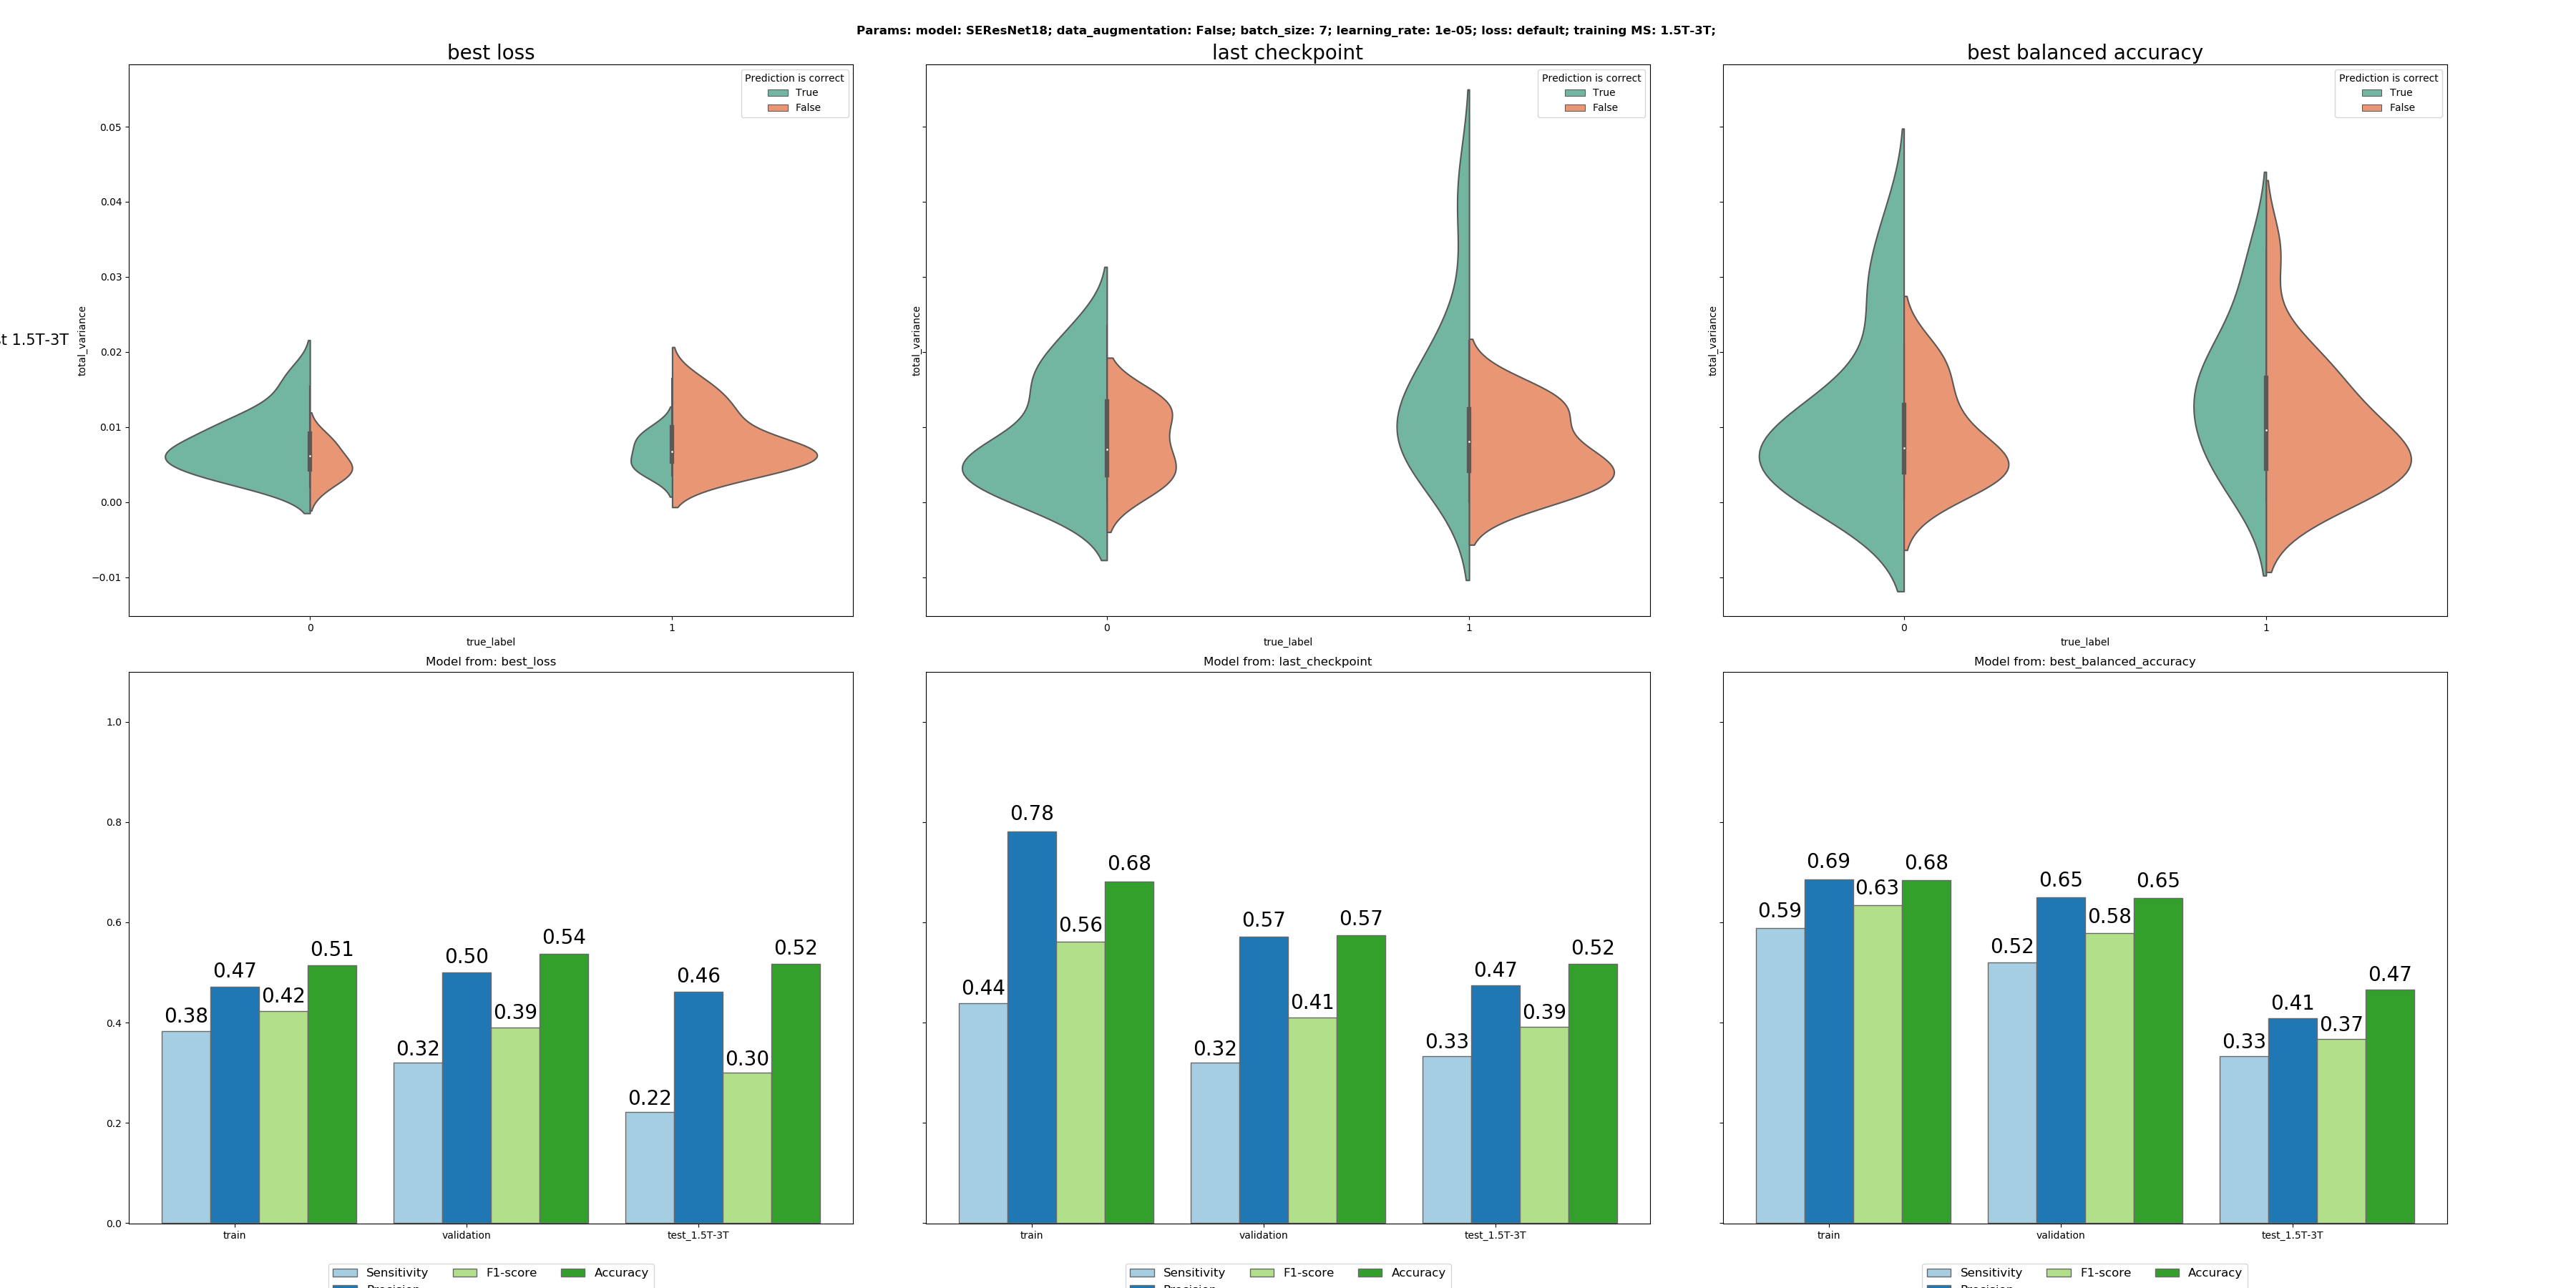 Params: model: SEResNet18; data_augmentation: False; batch_size: 7; learning_rate: 1e-05; loss: default; training MS: 1.5T-3T;
best loss
last checkpoint
best balanced accuracy
Prediction is correct
True
False
Prediction is correct
True
False
Prediction is correct
True
False
0.05
0.04
0.03
0.02
0.01
0.00
−0.01
1.5T-3T
total_variance
total_variance
total_variance
0
1
0
1
0
1
true_label
true_label
true_label
Model from: best_loss
Model from: last_checkpoint
Model from: best_balanced_accuracy
1.0
0.8
0.6
0.4
0.2
0.0
0.38
0.47
0.42
0.51
0.32
0.50
0.39
0.54
0.22
0.46
0.30
0.52
0.44
0.78
0.56
0.68
0.32
0.57
0.41
0.57
0.33
0.47
0.39
0.52
0.59
0.69
0.63
0.68
0.52
0.65
0.58
0.65
0.33
0.41
0.37
0.47
train
validation
test_1.5T-3T
train
validation
test_1.5T-3T
train
validation
test_1.5T-3T
Sensitivity
F1-score
Accuracy
Sensitivity
F1-score
Accuracy
Sensitivity
F1-score
Accuracy